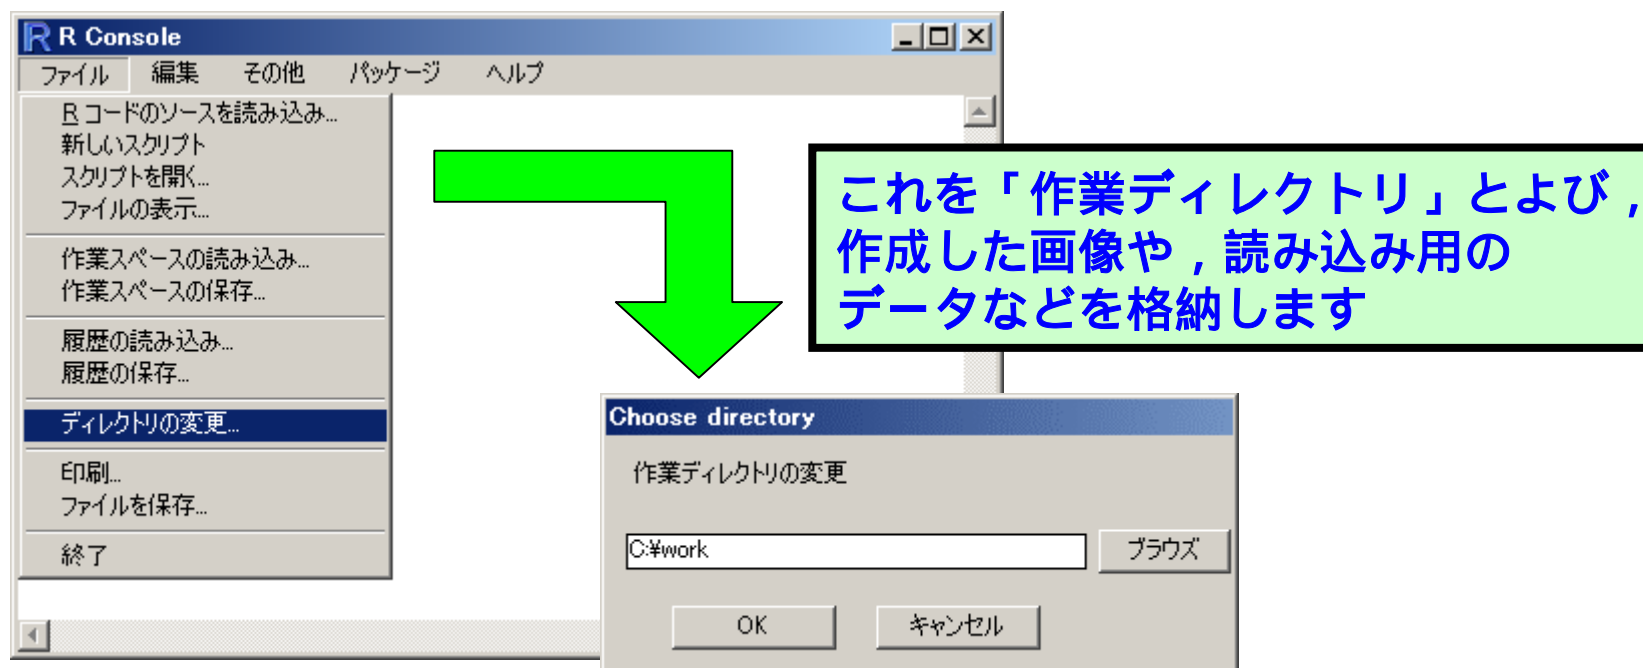 R Console
ファイル 編集 その他 パッケージ ヘルプ
R コードのソースを読み込み...
新しいスクリプト
スクリプトを開く...
ファイルの表示...
作業スペースの読み込み...
作業スペースの保存...
履歴の読み込み...
履歴の保存...
ディレクトリの変更...
印刷...
ファイルを保存...
終了
これを「作業ディレクトリ」とよび，
作成した画像や，読み込み用の
データなどを格納します
Choose directory
作業ディレクトリの変更
C:¥work
ブラウズ
OK キャンセル